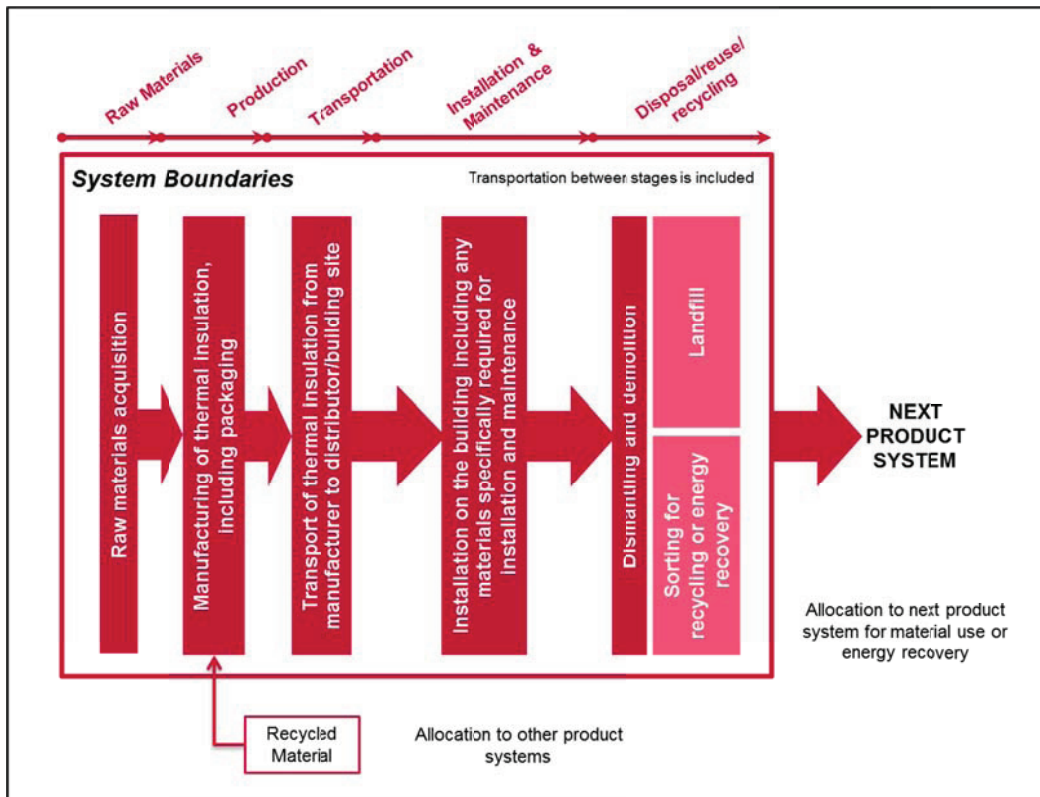 Raw Materials
Production
Transportation
Installation &
Maintenance
Disposal/reuse/
recycling
System Boundaries
Transportation between stages is included
Raw materials acquisition
Manufacturing of thermal insulation,
including packaging
Transport of thermal insulation from
manufacturer to distributor/building site
Installation on the building including any
materials specifically required for
installation and maintenance
Dismantling and demolition
Landfill
Sorting for
recycling or energy
recovery
NEXT
PRODUCT
SYSTEM
Allocation to next product
system for material use or
energy recovery
Recycled
Material
Allocation to other product
systems